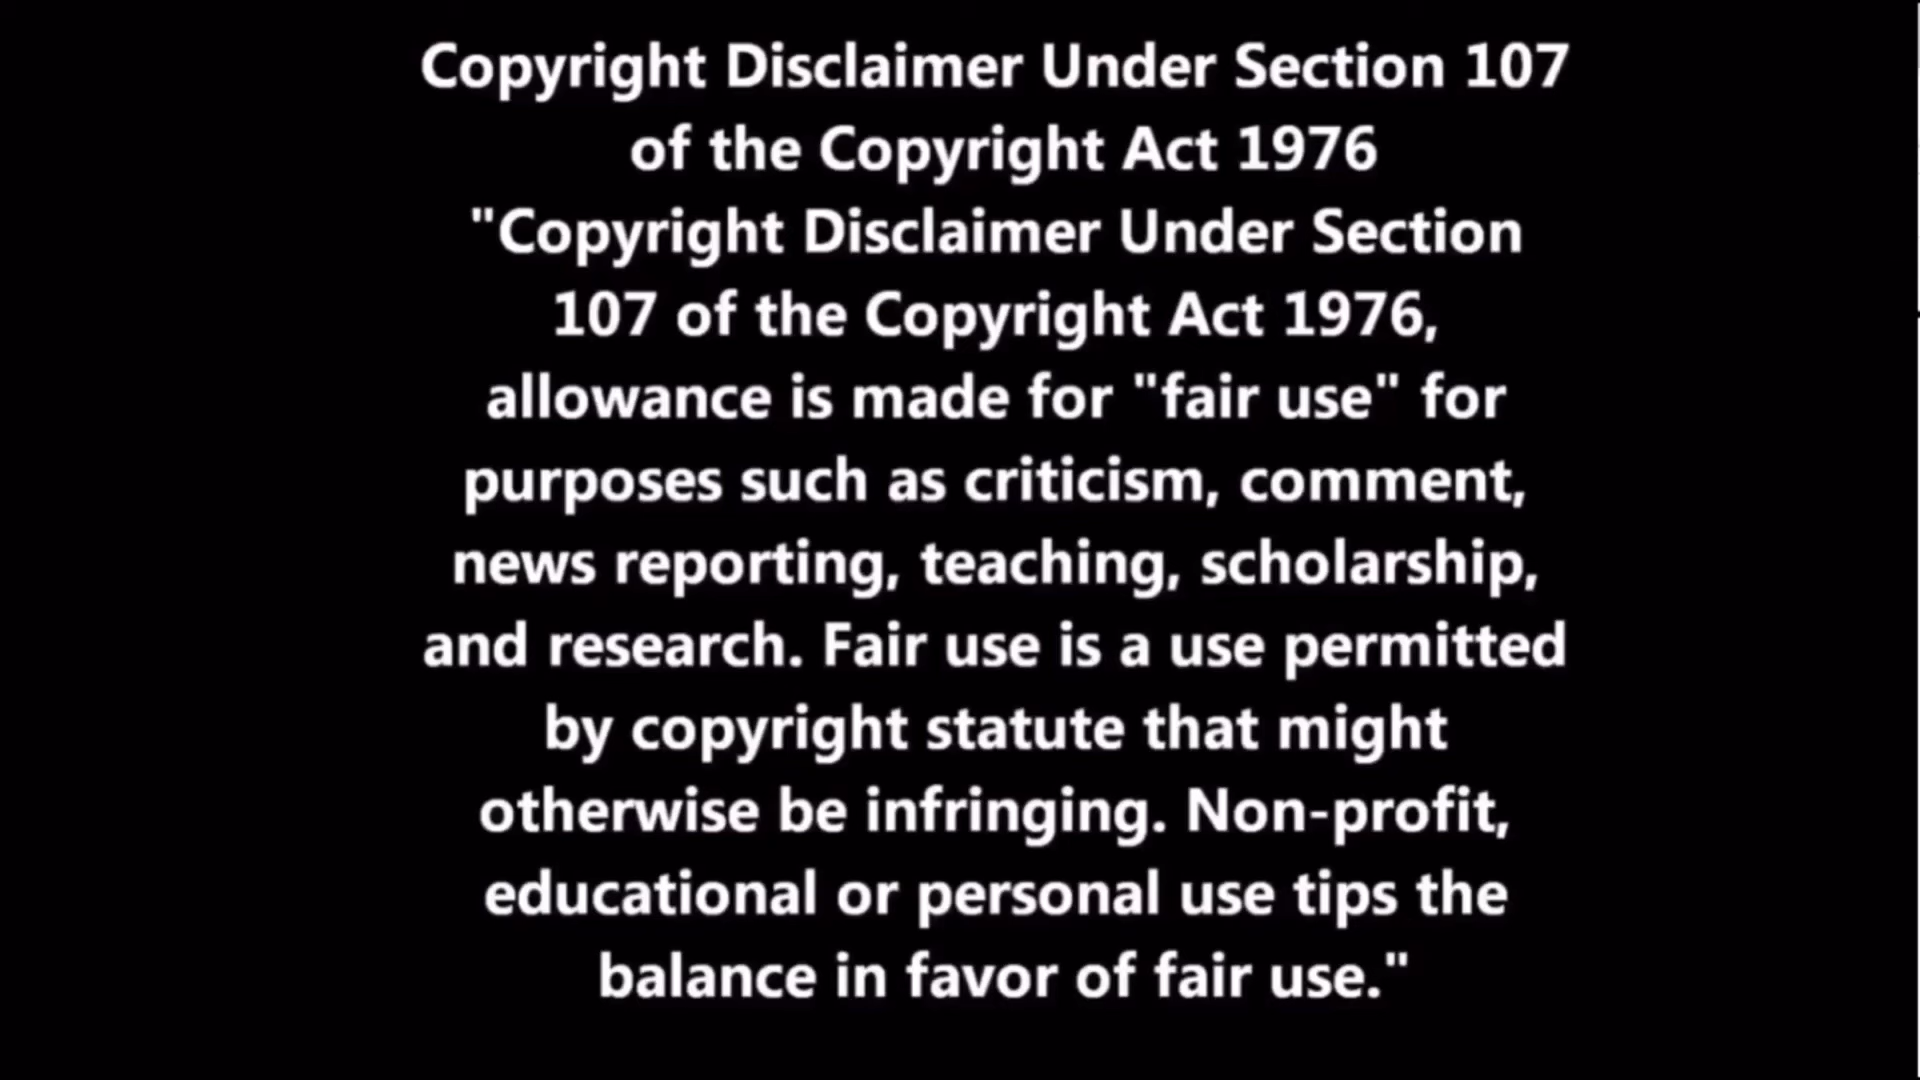 Copyright Disclaimer Under Section 107
of the Copyright Act 1976
"Copyright Disclaimer Under Section
107 of the Copyright Act 1976,
allowance is made for "fair use" for
purposes such as criticism, comment,
news reporting, teaching, scholarship,
and research. Fair use is a use permitted
by copyright statute that might
otherwise be infringing. Non-profit,
educational or personal use tips the
balance in favor of fair use."